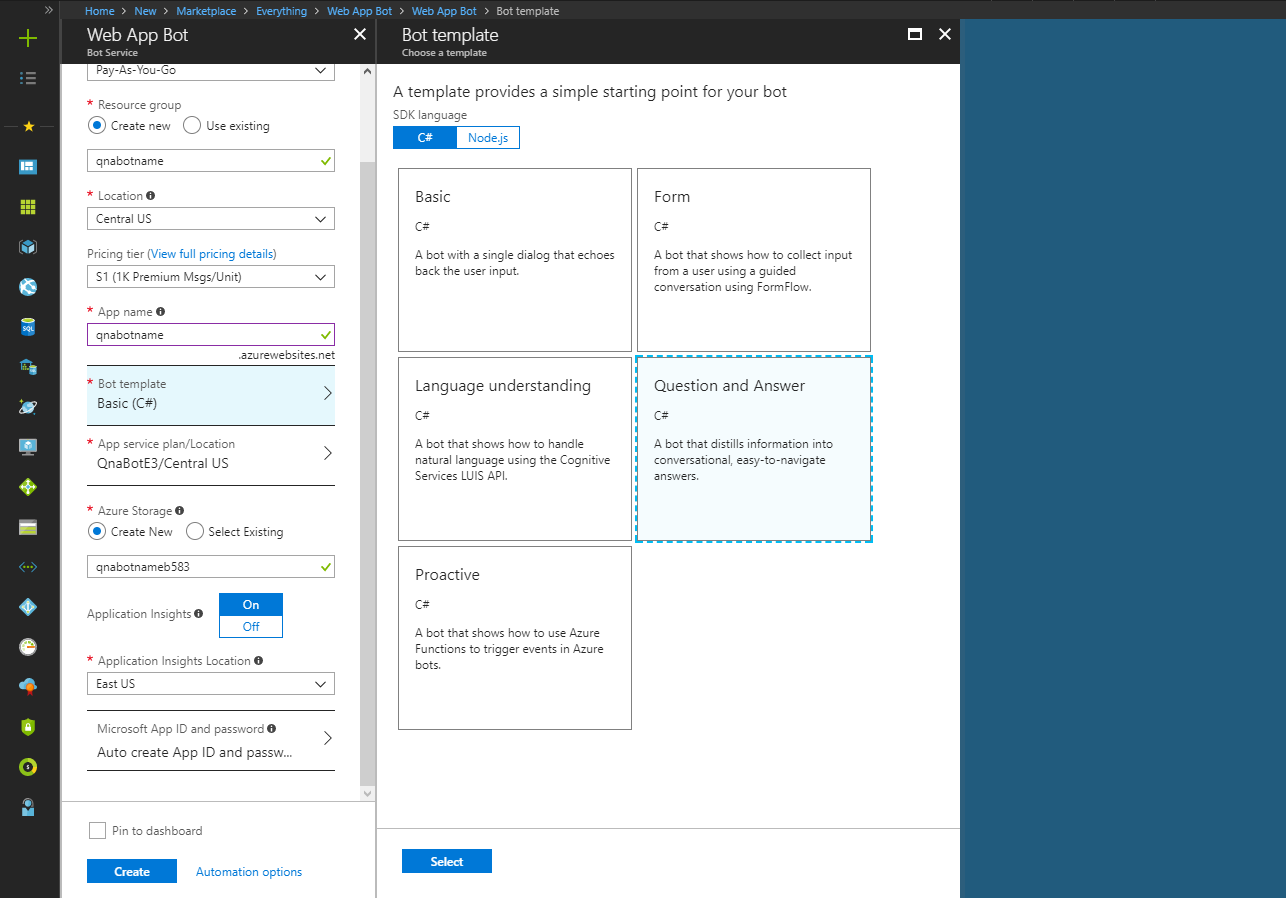 Home > New > Marketplace > Everything > Web App Bot > Web App Bot > Bot template
Web App Bot
Bot Service
Pay-As-You-Go
* Resource group
Create new
Use existing
qnabotname
* Location
Central US
Pricing tier (View full pricing details)
S1 (1K Premium Msgs/Unit)
* App name
qnabotname
.azurewebsites.net
* Bot template
Basic (C#)
* App service plan/Location
QnaBotE3/Central US
* Azure Storage
Create New
Select Existing
qnabotnameb583
Application Insights
On
Off
* Application Insights Location
East US
Microsoft App ID and password
Auto create App ID and passw...
Pin to dashboard
Create
Automation options
Bot template
Choose a template
A template provides a simple starting point for your bot
SDK language
C#
Node.js
Basic
C#
A bot with a single dialog that echoes
back the user input.
Form
C#
A bot that shows how to collect input
from a user using a guided
conversation using FormFlow.
Language understanding
C#
A bot that shows how to handle
natural language using the Cognitive
Services LUIS API.
Question and Answer
C#
A bot that distills information into
conversational, easy-to-navigate
answers.
Proactive
C#
A bot that shows how to use Azure
Functions to trigger events in Azure
bots.
Select